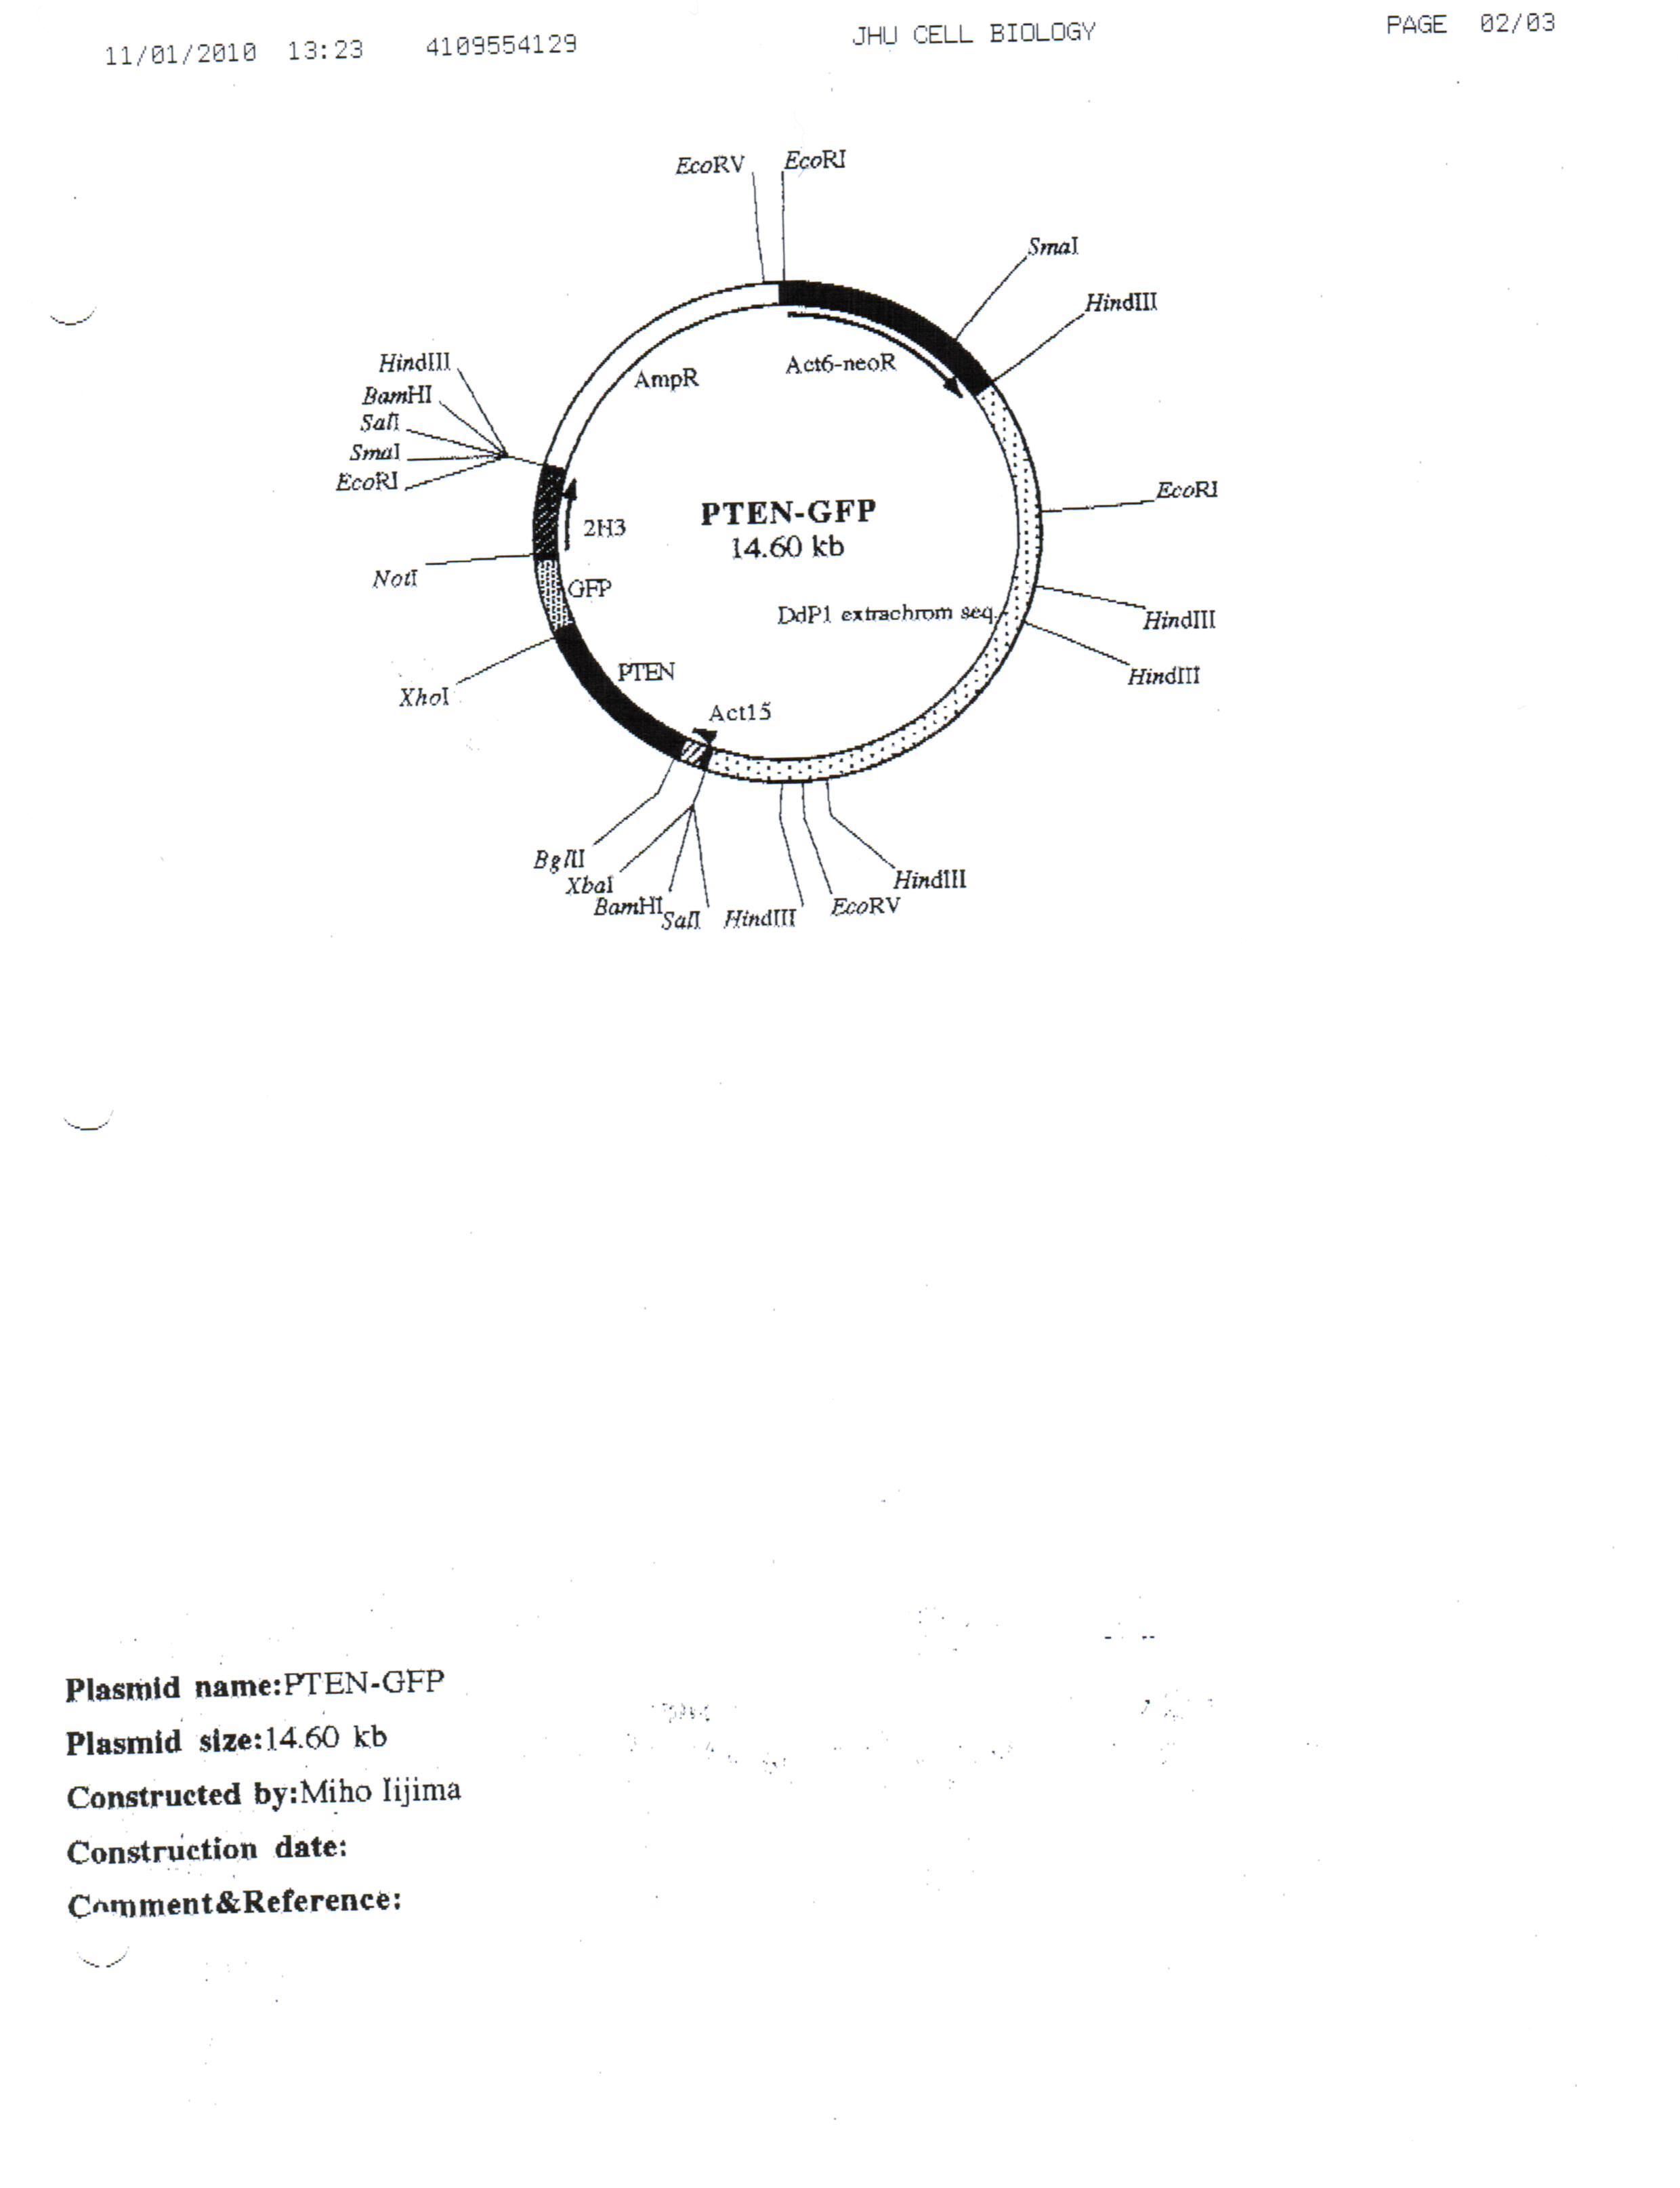 11/01/2010 13:23 4109554129 JHU CELL BIOLOGY PAGE 02/03
EcoRV EcoRI
SmaI
HindIII
HindIII
BamHI
SalI
SmaI
EcoRI
AmpR
Act6-neoR
EcoRI
PTEN-GFP
14.60 kb
2H3
NotI
GFP
DdP1 extrachrom seq.
HindIII
HindIII
PTEN
XhoI
Act15
BglII
XbaI
BamHI
SalI
HindIII
EcoRV
HindIII
Plasmid name:PTEN-GFP
Plasmid size:14.60 kb
Constructed by:Miho Iijima
Construction date:
Comment&Reference: